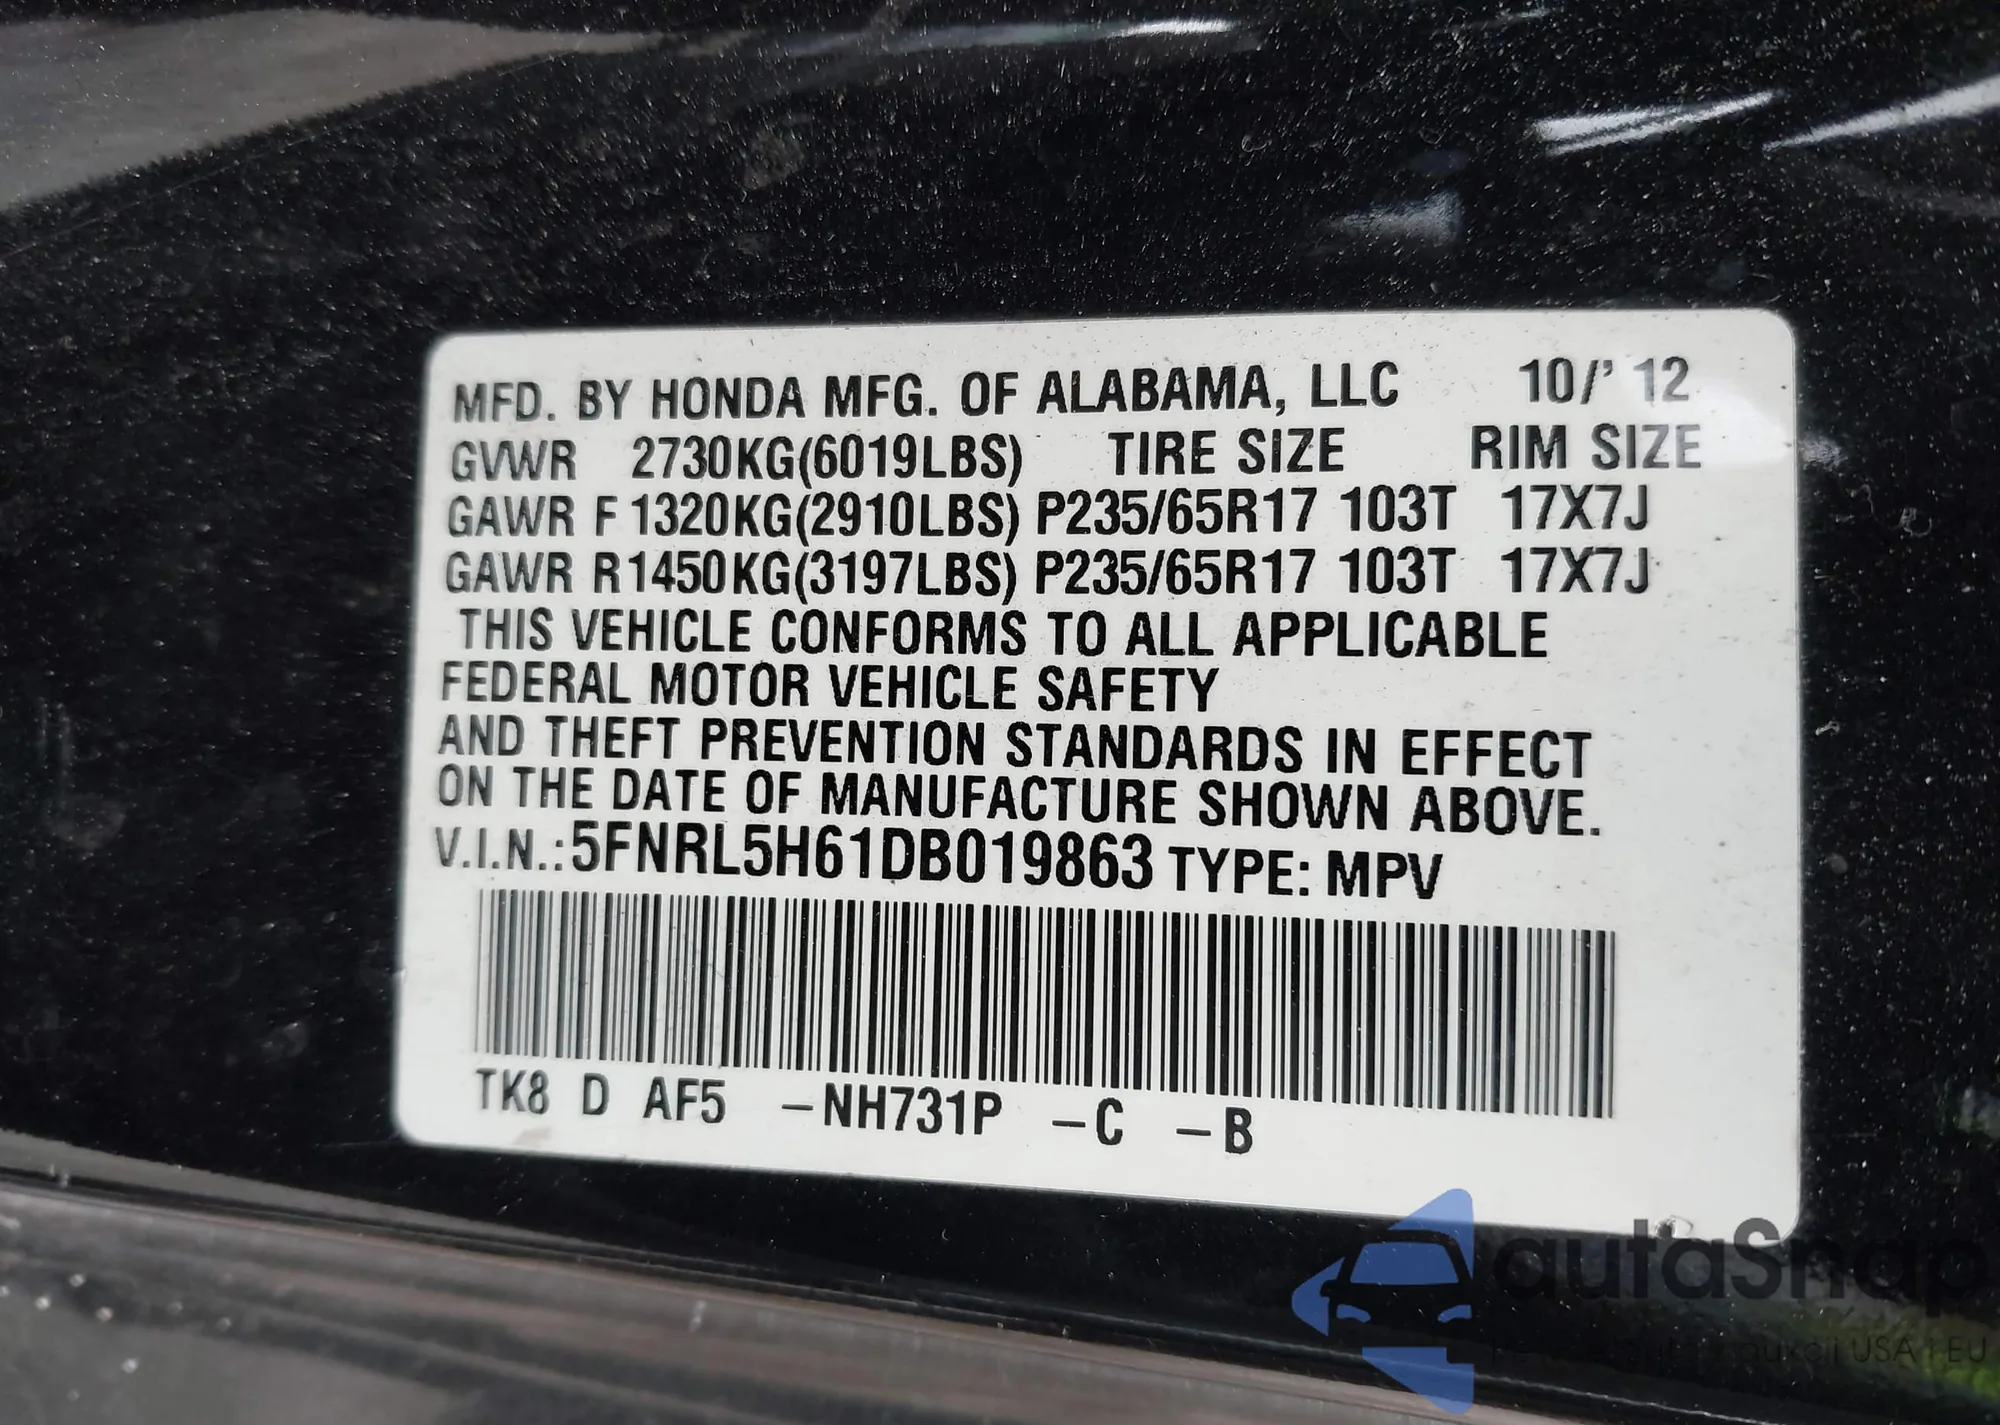 MFD. BY HONDA MFG. OF ALABAMA, LLC 10/' 12
GVWR 2730KG(6019LBS) TIRE SIZE RIM SIZE
GAWR F 1320KG(2910LBS) P235/65R17 103T 17X7J
GAWR R1450KG(3197LBS) P235/65R17 103T 17X7J
THIS VEHICLE CONFORMS TO ALL APPLICABLE
FEDERAL MOTOR VEHICLE SAFETY
AND THEFT PREVENTION STANDARDS IN EFFECT
ON THE DATE OF MANUFACTURE SHOWN ABOVE.
V.I.N.:5FNRL5H61DB019863 TYPE: MPV
TK8 D AF5 -NH731P -C -B
autaSnap
USA i EU